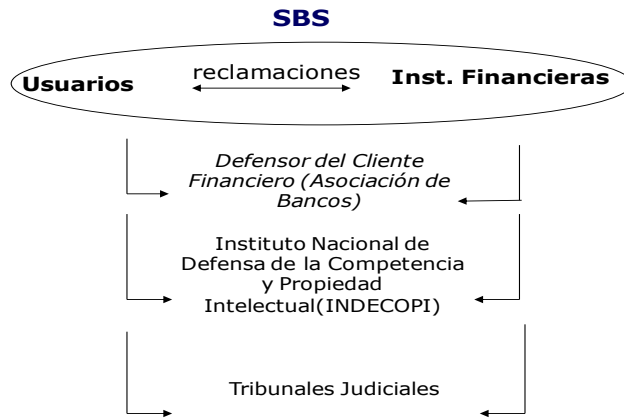 SBS
Usuarios reclamaciones Inst. Financieras
Defensor del Cliente
Financiero (Asociación de
Bancos)
Instituto Nacional de
Defensa de la Competencia
y Propiedad
Intelectual(INDECOPI)
Tribunales Judiciales